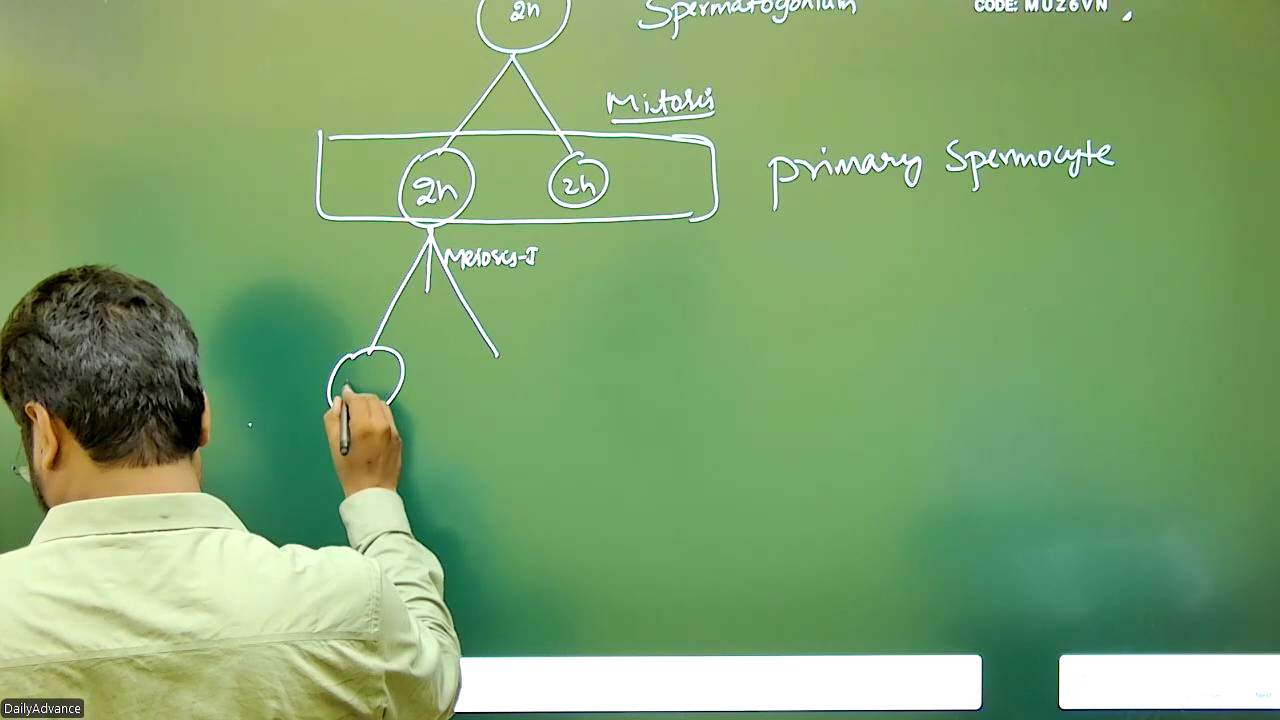 2n Spermatogonium CODE: MUZ6VN
Mitosis
2n 2n primary Spermocyte
Meiosis-I
DailyAdvance